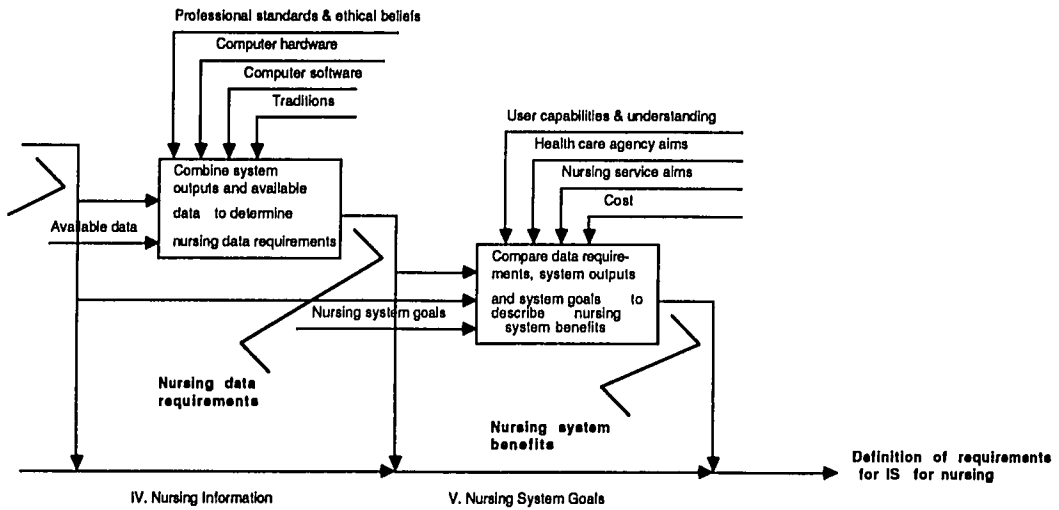 Professional standards & ethical beliefs
Computer hardware
Computer software
Traditions
Combine system
outputs and available
data to determine
nursing data requirements
Available data
User capabilities & understanding
Health care agency aims
Nursing service aims
Cost
Compare data require-
ments, system outputs
and system goals to
describe nursing
system benefits
Nursing system goals
Nursing data
requirements
Nursing system
benefits
Definition of requirements
for IS for nursing
IV. Nursing Information
V. Nursing System Goals